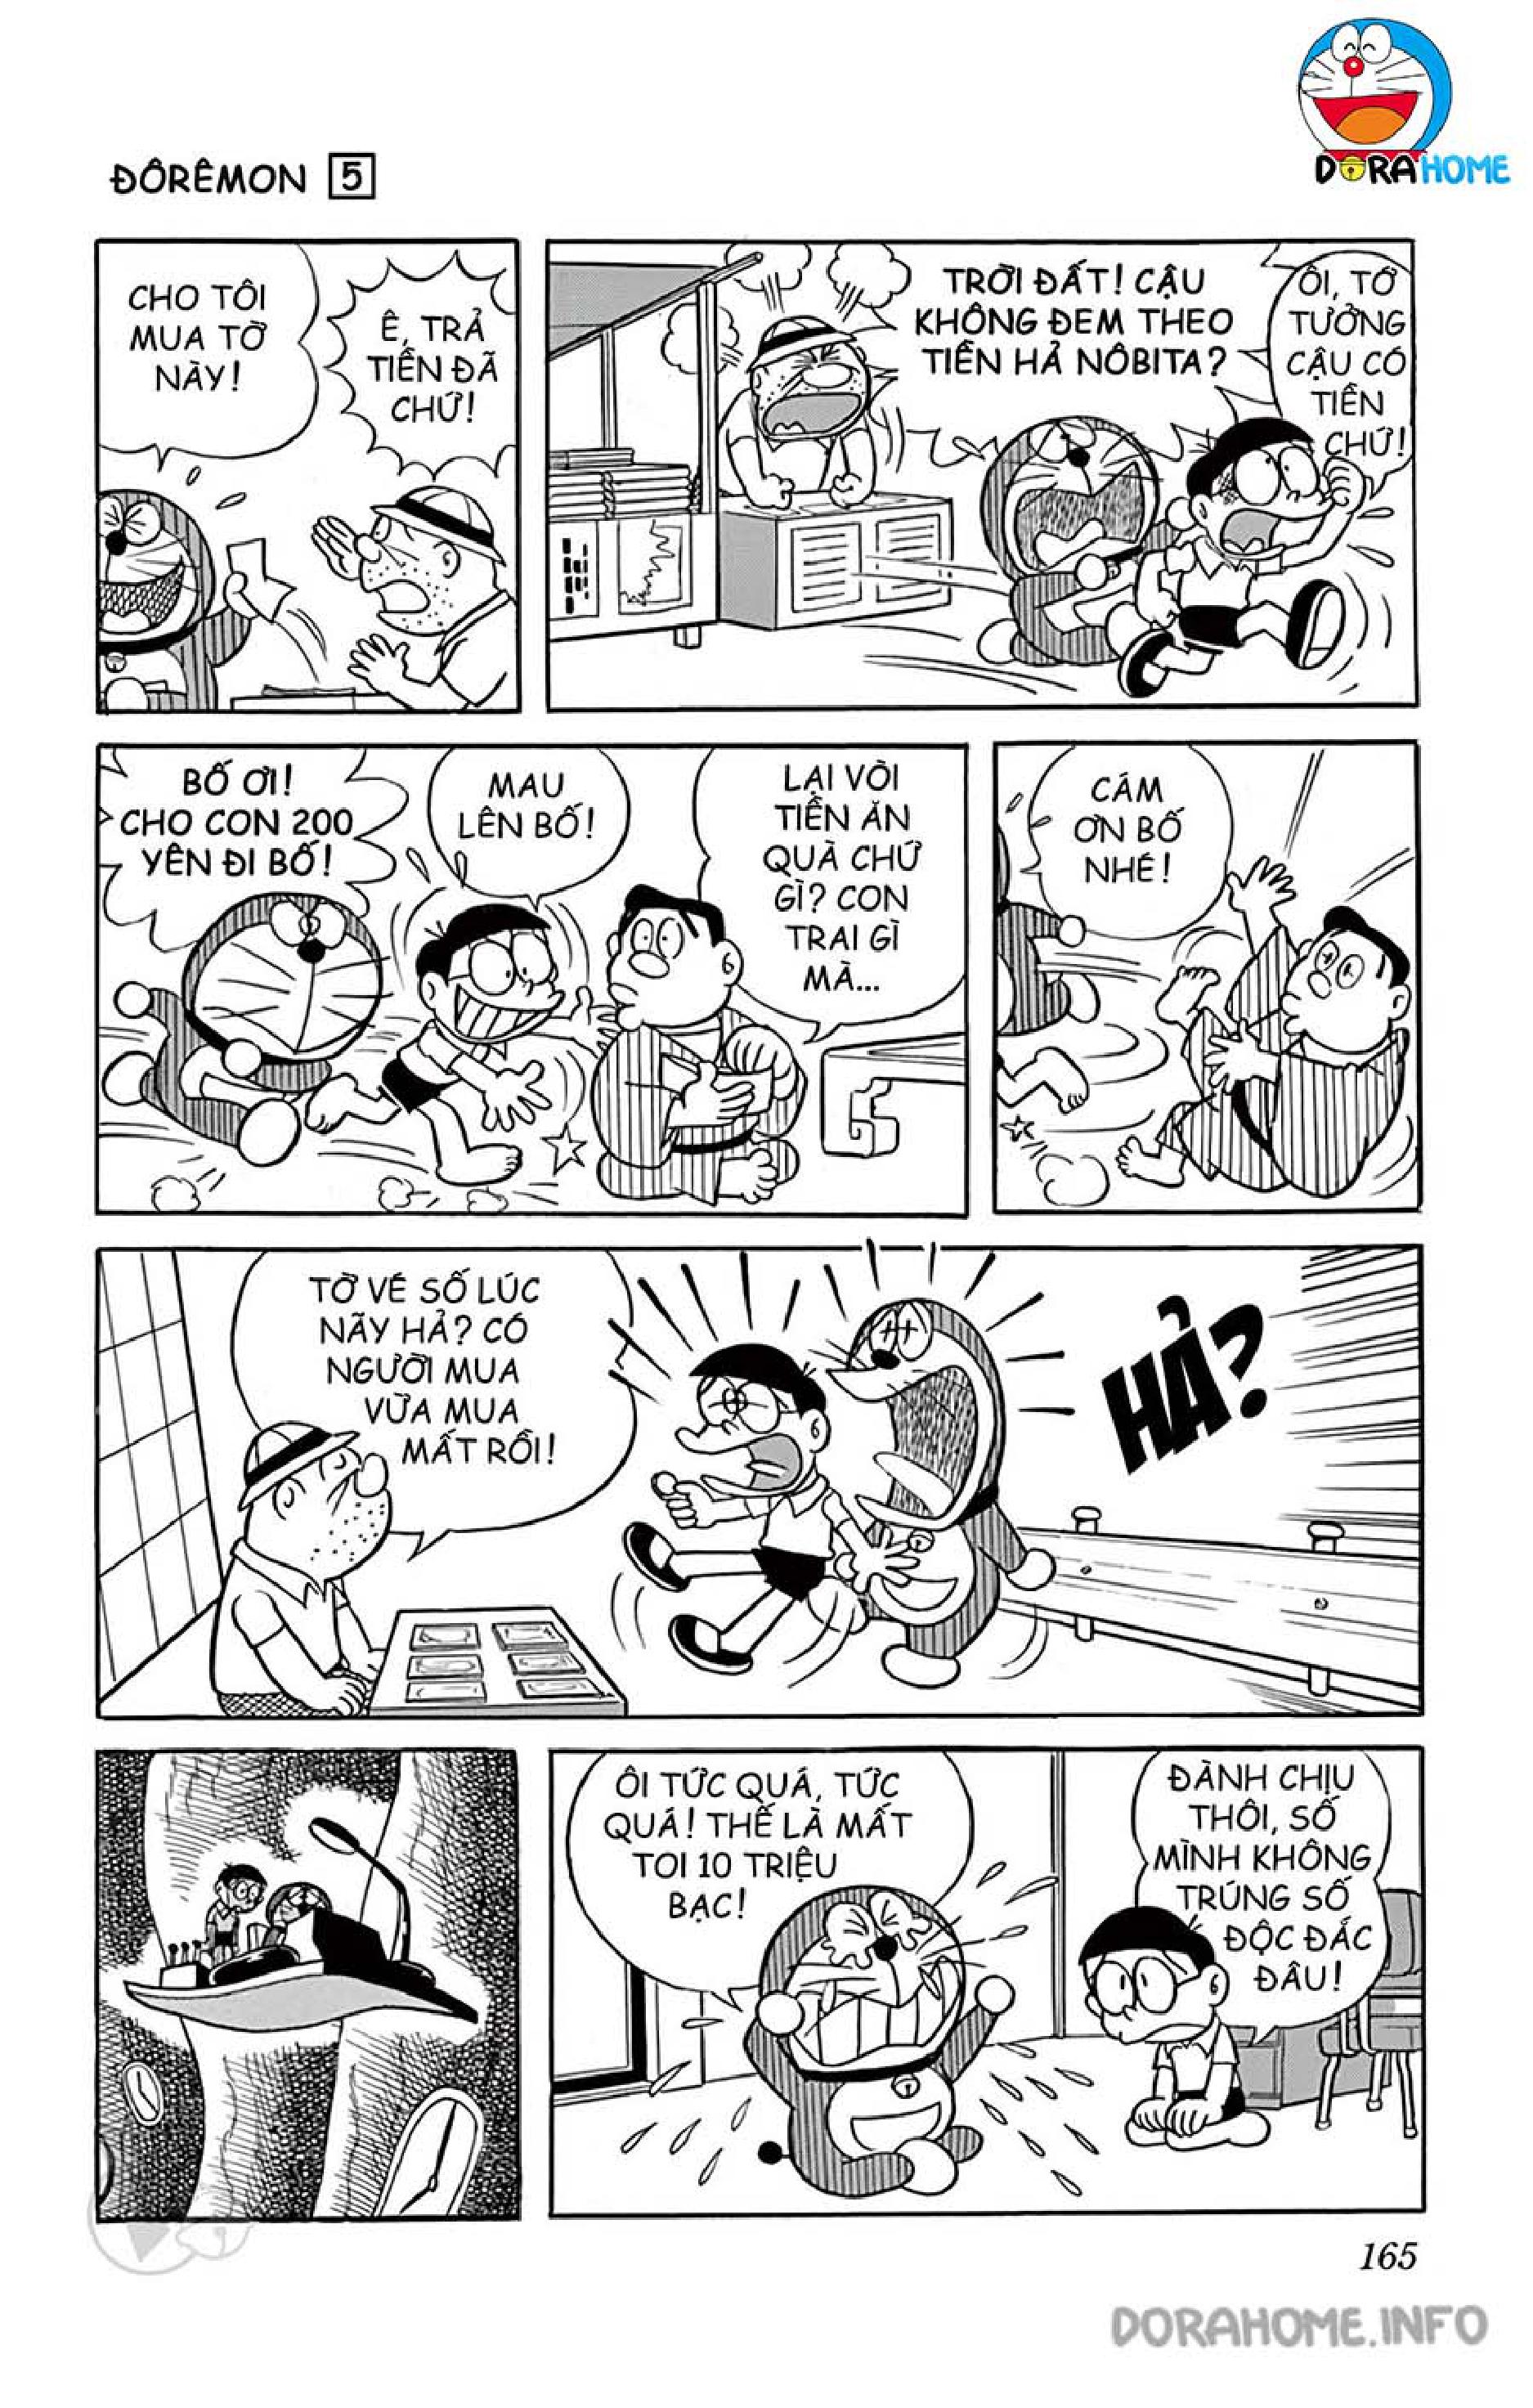 DORAHOME
ĐÔRÊMON 5
CHO TÔI
MUA TỜ
NÀY!
Ê, TRẢ
TIỀN ĐÃ
CHỨ!
TRỜI ĐẤT! CẬU
KHÔNG ĐEM THEO
TIỀN HẢ NÔBITA?
ÔI, TỚ
TƯỞNG
CẬU CÓ
TIỀN
CHỨ!
BỐ ƠI!
CHO CON 200
YÊN ĐI BỐ!
MAU
LÊN BỐ!
LẠI VÒI
TIỀN ĂN
QUÀ CHỨ
GÌ? CON
TRAI GÌ
MÀ...
CÁM
ƠN BỐ
NHÉ!
TỜ VÉ SỐ LÚC
NÃY HẢ? CÓ
NGƯỜI MUA
VỪA MUA
MẤT RỒI!
HẢ?
ÔI TỨC QUÁ, TỨC
QUÁ! THẾ LÀ MẤT
TOI 10 TRIỆU
BẠC!
ĐÀNH CHỊU
THÔI, SỐ
MÌNH KHÔNG
TRÚNG SỐ
ĐỘC ĐẮC
ĐÂU!
165
DORAHOME.INFO